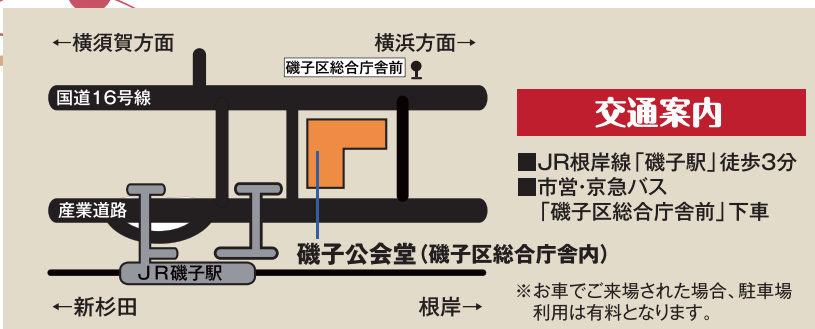 ←横須賀方面
横浜方面→
磯子区総合庁舎前
国道16号線
産業道路
磯子公会堂(磯子区総合庁舎内)
JR磯子駅
←新杉田
根岸→
交通案内
■JR根岸線「磯子駅」徒歩3分
■市営・京急バス
「磯子区総合庁舎前」下車
※お車でご来場された場合、駐車場
利用は有料となります。